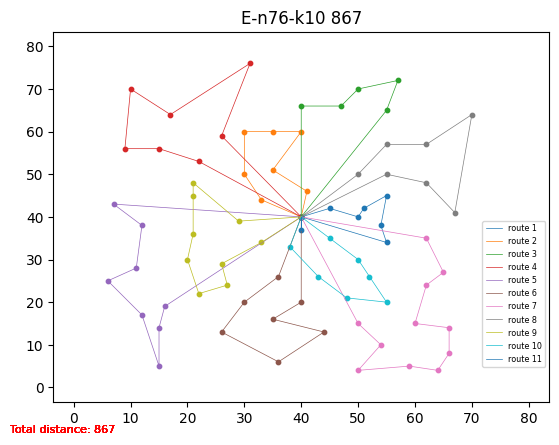 E-n76-k10 867
80
70
60
50
40
30
20
10
0
route 1
route 2
route 3
route 4
route 5
route 6
route 7
route 8
route 9
route 10
route 11
0 10 20 30 40 50 60 70 80
Total distance: 867